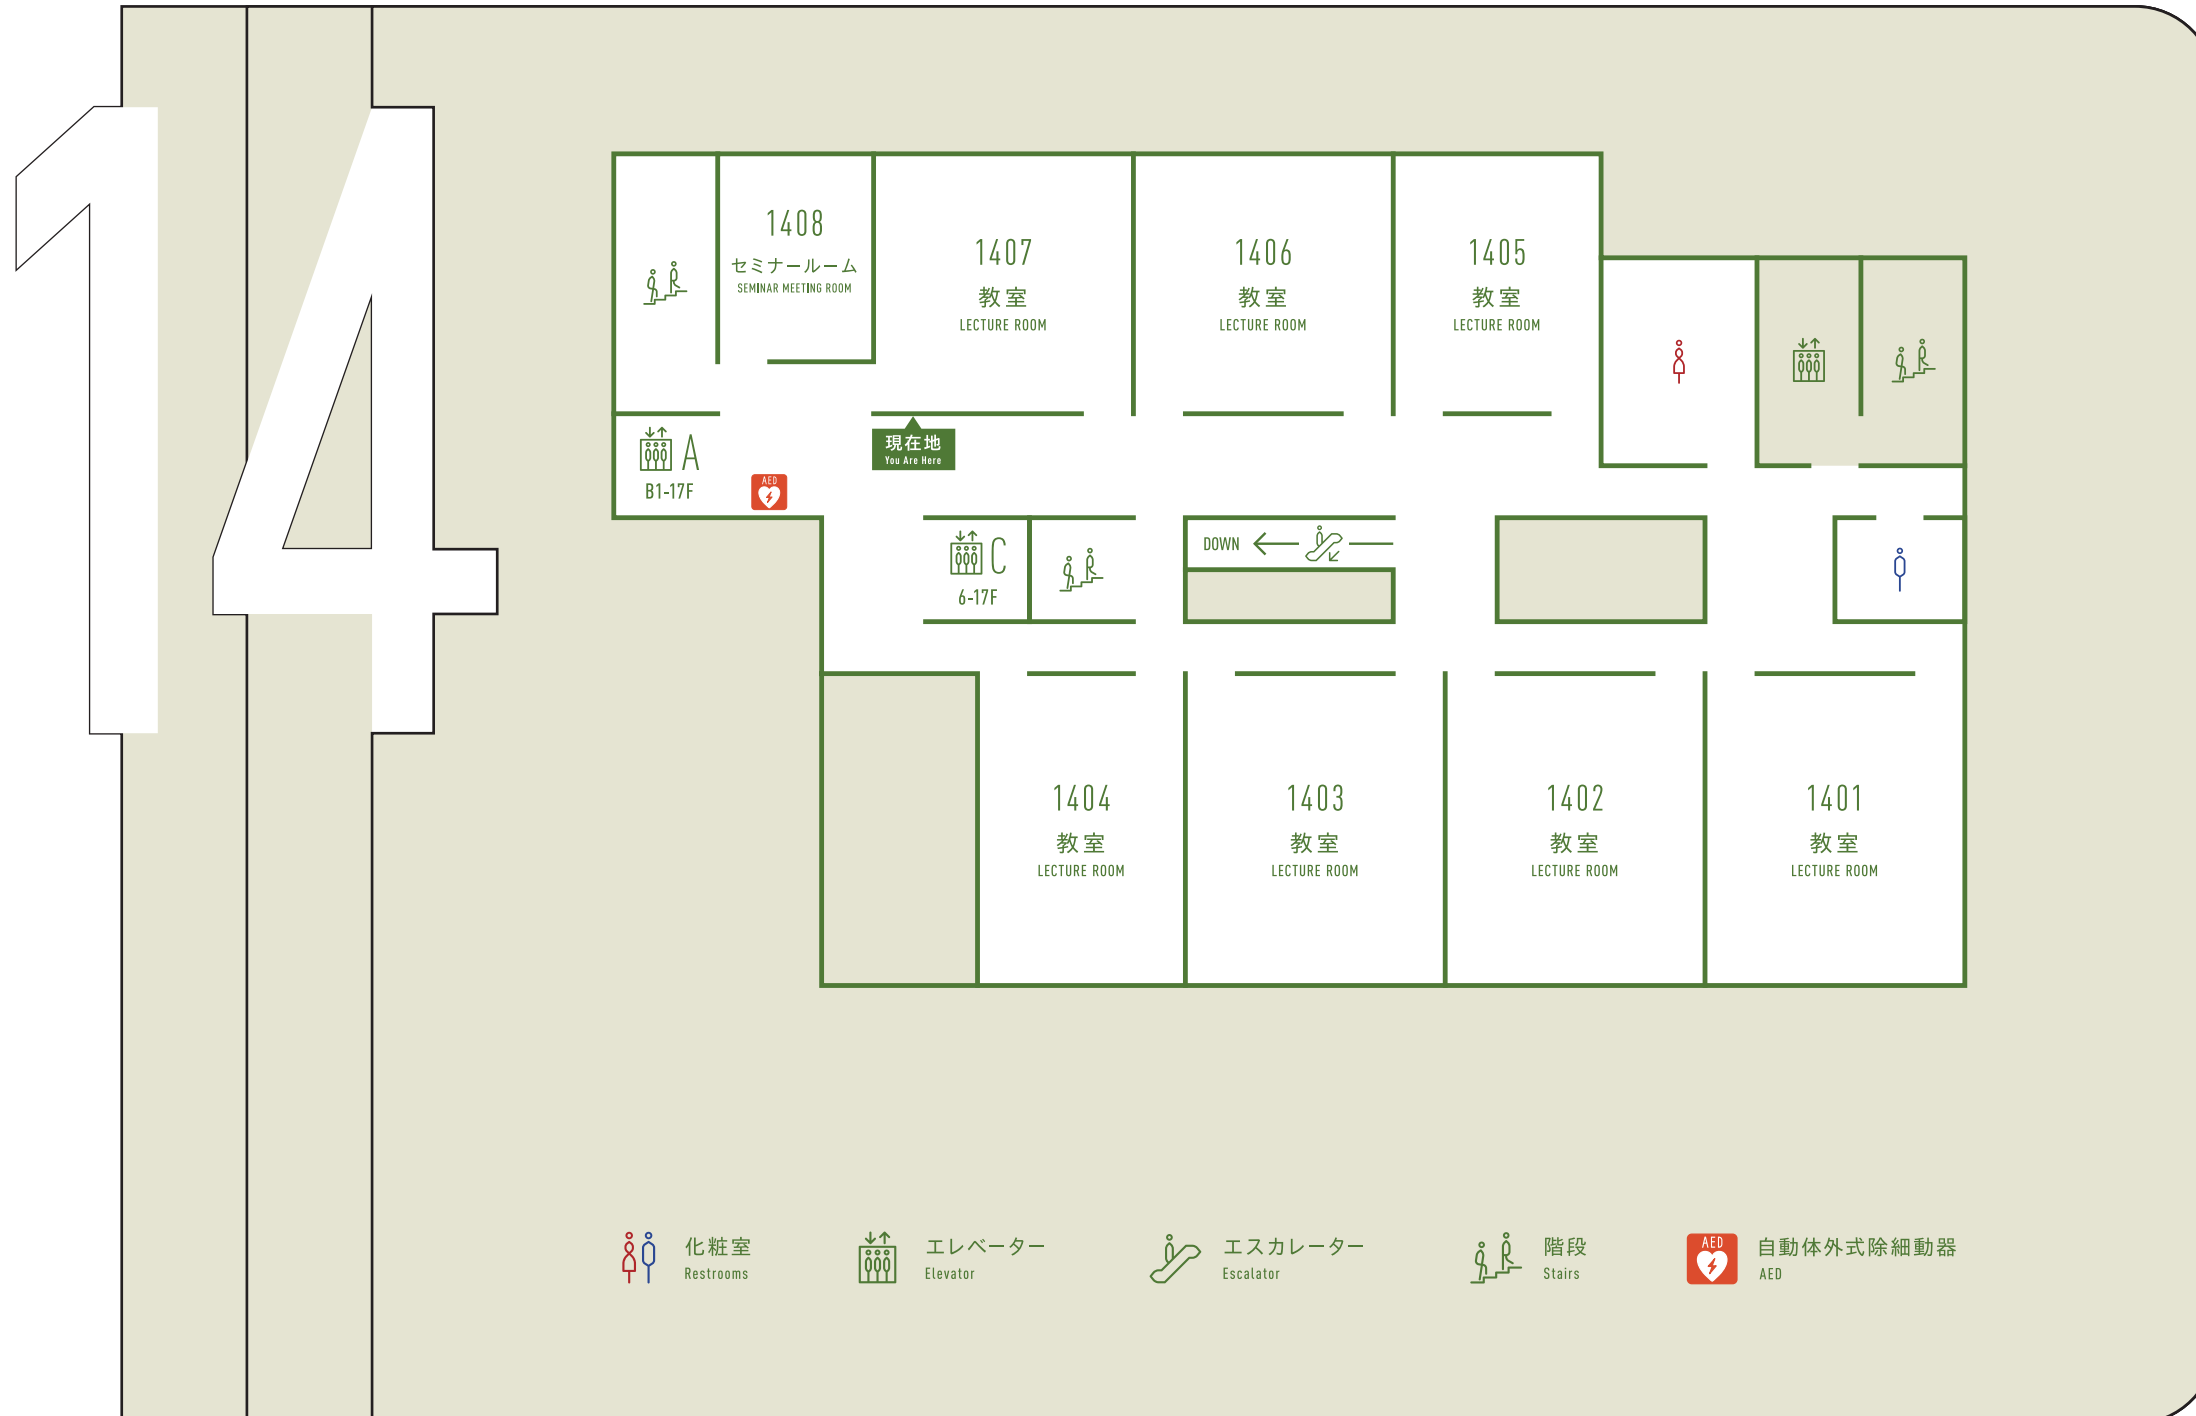 14
1408
セミナールーム
SEMINAR MEETING ROOM
1407
教室
LECTURE ROOM
1406
教室
LECTURE ROOM
1405
教室
LECTURE ROOM
A
B1-17F
AED
現在地
You Are Here
C
6-17F
DOWN
1404
教室
LECTURE ROOM
1403
教室
LECTURE ROOM
1402
教室
LECTURE ROOM
1401
教室
LECTURE ROOM
化粧室
Restrooms
エレベーター
Elevator
エスカレーター
Escalator
階段
Stairs
AED
自動体外式除細動器
AED